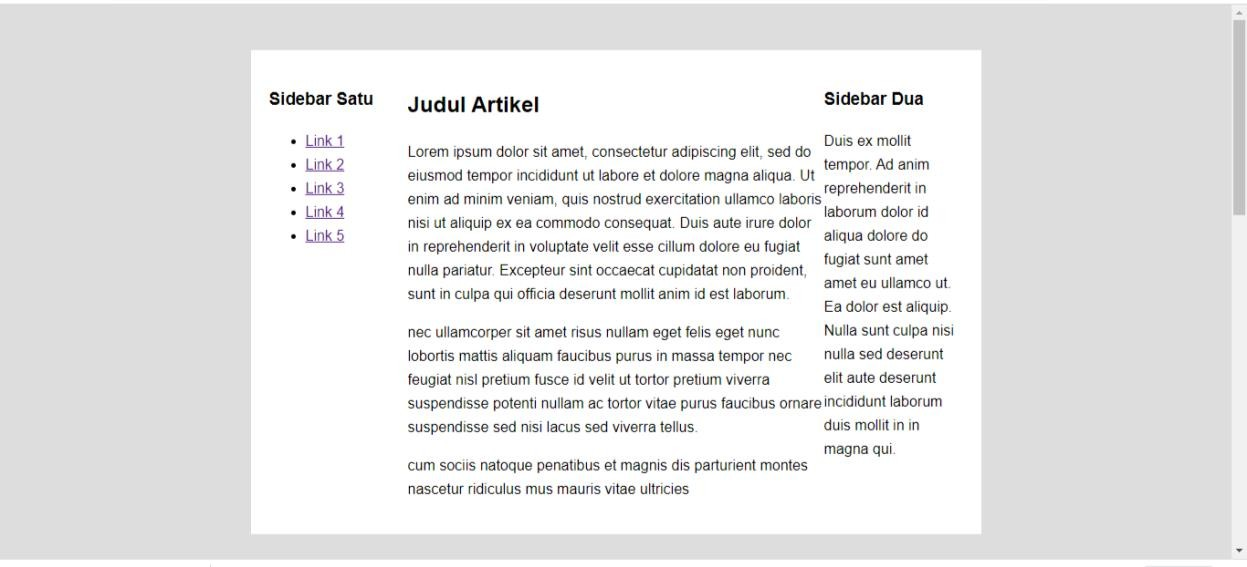 Sidebar Satu
Link 1
Link 2
Link 3
Link 4
Link 5
Judul Artikel
Lorem ipsum dolor sit amet, consectetur adipiscing elit, sed do
eiusmod tempor incididunt ut labore et dolore magna aliqua. Ut
enim ad minim veniam, quis nostrud exercitation ullamco laboris
nisi ut aliquip ex ea commodo consequat. Duis aute irure dolor
in reprehenderit in voluptate velit esse cillum dolore eu fugiat
nulla pariatur. Excepteur sint occaecat cupidatat non proident,
sunt in culpa qui officia deserunt mollit anim id est laborum.
nec ullamcorper sit amet risus nullam eget felis eget nunc
lobortis mattis aliquam faucibus purus in massa tempor nec
feugiat nisl pretium fusce id velit ut tortor pretium viverra
suspendisse potenti nullam ac tortor vitae purus faucibus ornare
suspendisse sed nisi lacus sed viverra tellus.
cum sociis natoque penatibus et magnis dis parturient montes
nascetur ridiculus mus mauris vitae ultricies
Sidebar Dua
Duis ex mollit
tempor. Ad anim
reprehenderit in
laborum dolor id
aliqua dolore do
fugiat sunt amet
amet eu ullamco ut.
Ea dolor est aliquip.
Nulla sunt culpa nisi
nulla sed deserunt
elit aute deserunt
incididunt laborum
duis mollit in in
magna qui.